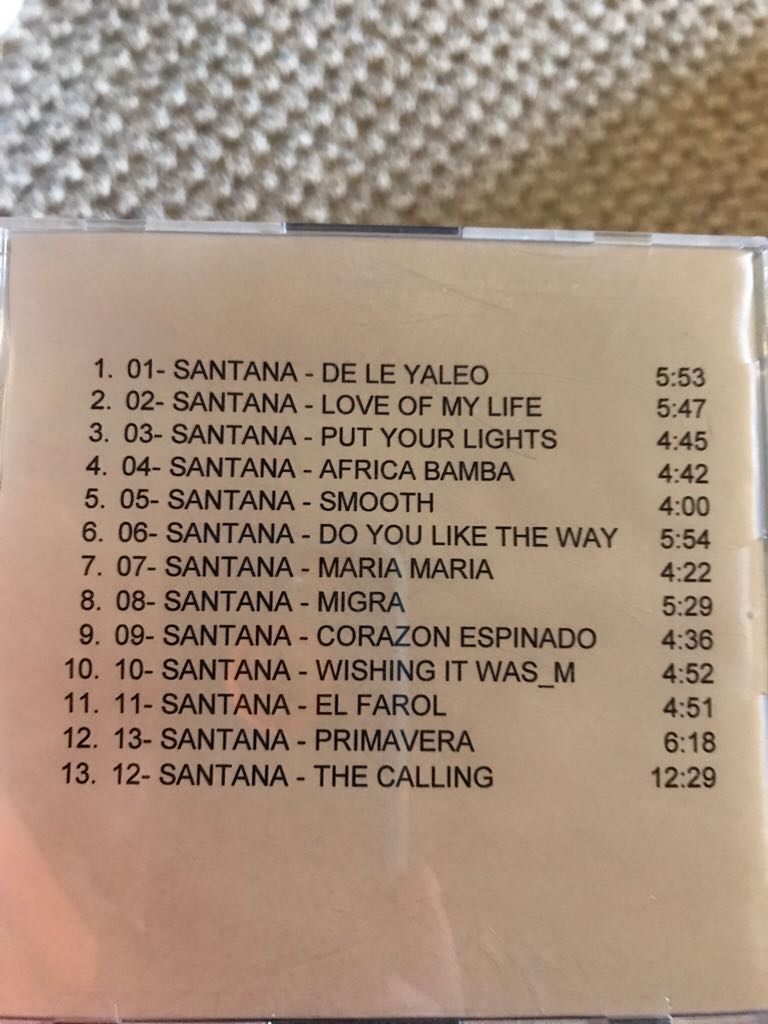 1. 01- SANTANA - DE LE YALEO 5:53
2. 02- SANTANA - LOVE OF MY LIFE 5:47
3. 03- SANTANA - PUT YOUR LIGHTS 4:45
4. 04- SANTANA - AFRICA BAMBA 4:42
5. 05- SANTANA - SMOOTH 4:00
6. 06- SANTANA - DO YOU LIKE THE WAY 5:54
7. 07- SANTANA - MARIA MARIA 4:22
8. 08- SANTANA - MIGRA 5:29
9. 09- SANTANA - CORAZON ESPINADO 4:36
10. 10- SANTANA - WISHING IT WAS_M 4:52
11. 11- SANTANA - EL FAROL 4:51
12. 13- SANTANA - PRIMAVERA 6:18
13. 12- SANTANA - THE CALLING 12:29